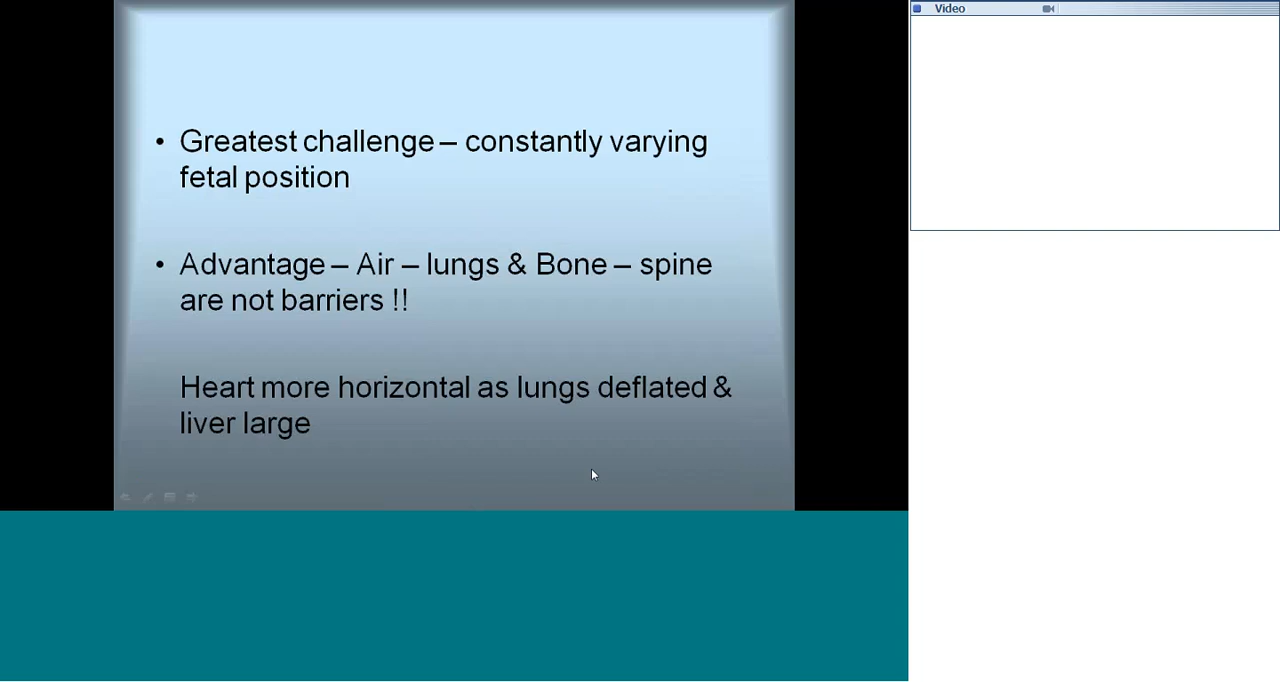 Video
• Greatest challenge – constantly varying
fetal position
• Advantage – Air – lungs & Bone – spine
are not barriers !!
Heart more horizontal as lungs deflated &
liver large